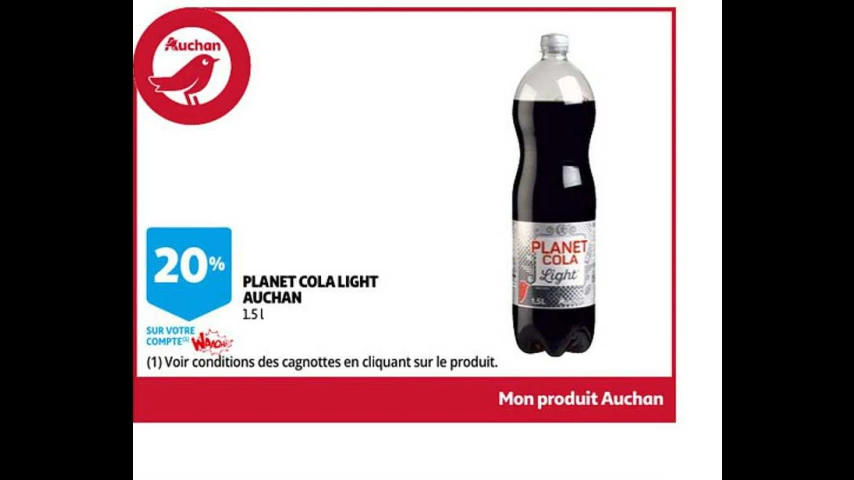 Auchan
PLANET
COLA
Light
1.5L
20%
PLANET COLA LIGHT
AUCHAN
1.5 l
SUR VOTRE
COMPTE(1) WAAOH!
(1) Voir conditions des cagnottes en cliquant sur le produit.
Mon produit Auchan